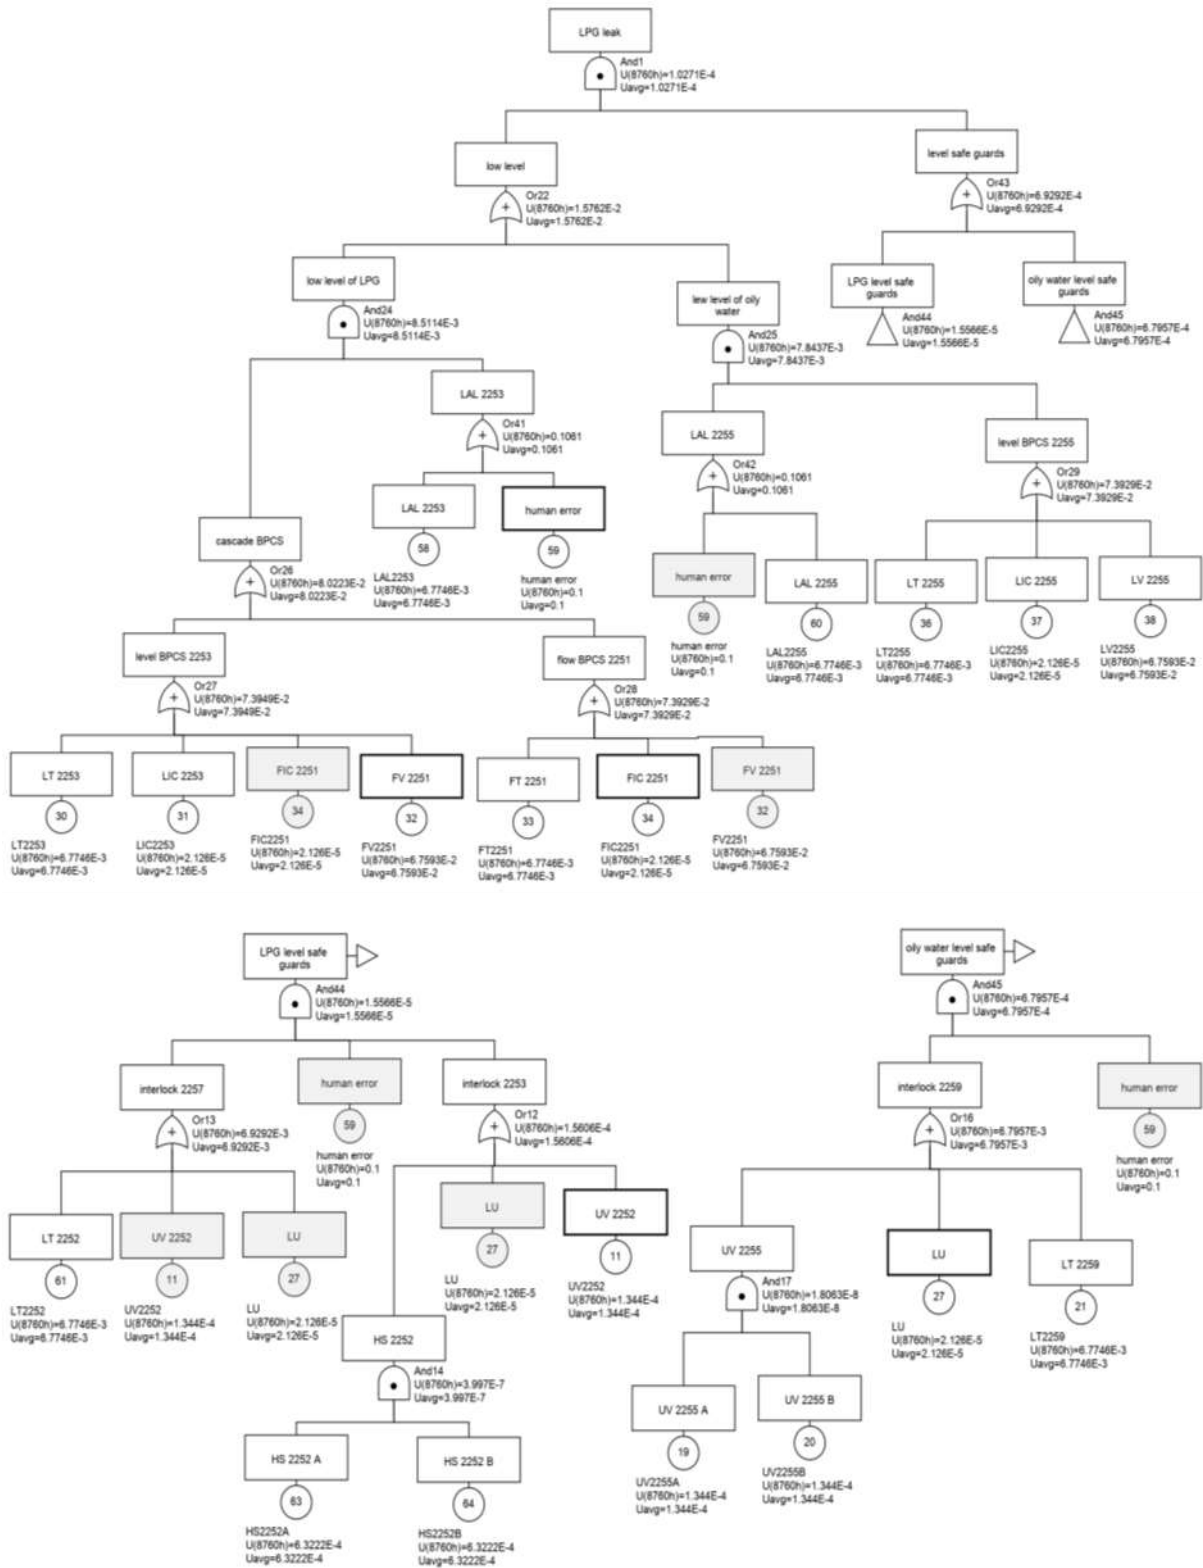 LPG leak
And1
U(8760h)=1.0271E-4
Uavg=1.0271E-4
low level
Or22
U(8760h)=1.5762E-2
Uavg=1.5762E-2
level safe guards
Or43
U(8760h)=6.9292E-4
Uavg=6.9292E-4
low level of LPG
And24
U(8760h)=8.5114E-3
Uavg=8.5114E-3
lew level of oily
water
And25
U(8760h)=7.8437E-3
Uavg=7.8437E-3
LPG level safe
guards
And44
U(8760h)=1.5566E-5
Uavg=1.5566E-5
oily water level safe
guards
And45
U(8760h)=6.7957E-4
Uavg=6.7957E-4
LAL 2253
Or41
U(8760h)=0.1061
Uavg=0.1061
LAL 2255
Or42
U(8760h)=0.1061
Uavg=0.1061
level BPCS 2255
Or29
U(8760h)=7.3929E-2
Uavg=7.3929E-2
cascade BPCS
Or26
U(8760h)=8.0223E-2
Uavg=8.0223E-2
LAL 2253
58
LAL2253
U(8760h)=6.7746E-3
Uavg=6.7746E-3
human error
59
human error
U(8760h)=0.1
Uavg=0.1
human error
59
human error
U(8760h)=0.1
Uavg=0.1
LAL 2255
60
LAL2255
U(8760h)=6.7746E-3
Uavg=6.7746E-3
LT 2255
36
LT2255
U(8760h)=6.7746E-3
Uavg=6.7746E-3
LIC 2255
37
LIC2255
U(8760h)=2.126E-5
Uavg=2.126E-5
LV 2255
38
LV2255
U(8760h)=6.7593E-2
Uavg=6.7593E-2
level BPCS 2253
Or27
U(8760h)=7.3949E-2
Uavg=7.3949E-2
flow BPCS 2251
Or28
U(8760h)=7.3929E-2
Uavg=7.3929E-2
LT 2253
30
LT2253
U(8760h)=6.7746E-3
Uavg=6.7746E-3
LIC 2253
31
LIC2253
U(8760h)=2.126E-5
Uavg=2.126E-5
FIC 2251
34
FIC2251
U(8760h)=2.126E-5
Uavg=2.126E-5
FV 2251
32
FV2251
U(8760h)=6.7593E-2
Uavg=6.7593E-2
FT 2251
33
FT2251
U(8760h)=6.7746E-3
Uavg=6.7746E-3
FIC 2251
34
FIC2251
U(8760h)=2.126E-5
Uavg=2.126E-5
FV 2251
32
FV2251
U(8760h)=6.7593E-2
Uavg=6.7593E-2
LPG level safe
guards
And44
U(8760h)=1.5566E-5
Uavg=1.5566E-5
oily water level safe
guards
And45
U(8760h)=6.7957E-4
Uavg=6.7957E-4
interlock 2257
Or13
U(8760h)=6.9292E-3
Uavg=6.9292E-3
human error
59
human error
U(8760h)=0.1
Uavg=0.1
interlock 2253
Or12
U(8760h)=1.5606E-4
Uavg=1.5606E-4
interlock 2259
Or16
U(8760h)=6.7957E-3
Uavg=6.7957E-3
human error
59
human error
U(8760h)=0.1
Uavg=0.1
LT 2252
61
LT2252
U(8760h)=6.7746E-3
Uavg=6.7746E-3
UV 2252
11
UV2252
U(8760h)=1.344E-4
Uavg=1.344E-4
LU
27
LU
U(8760h)=2.126E-5
Uavg=2.126E-5
LU
27
LU
U(8760h)=2.126E-5
Uavg=2.126E-5
UV 2252
11
UV2252
U(8760h)=1.344E-4
Uavg=1.344E-4
HS 2252
And14
U(8760h)=3.997E-7
Uavg=3.997E-7
UV 2255
And17
U(8760h)=1.8063E-8
Uavg=1.8063E-8
LU
27
LU
U(8760h)=2.126E-5
Uavg=2.126E-5
LT 2259
21
LT2259
U(8760h)=6.7746E-3
Uavg=6.7746E-3
HS 2252 A
63
HS2252A
U(8760h)=6.3222E-4
Uavg=6.3222E-4
HS 2252 B
64
HS2252B
U(8760h)=6.3222E-4
Uavg=6.3222E-4
UV 2255 A
19
UV2255A
U(8760h)=1.344E-4
Uavg=1.344E-4
UV 2255 B
20
UV2255B
U(8760h)=1.344E-4
Uavg=1.344E-4